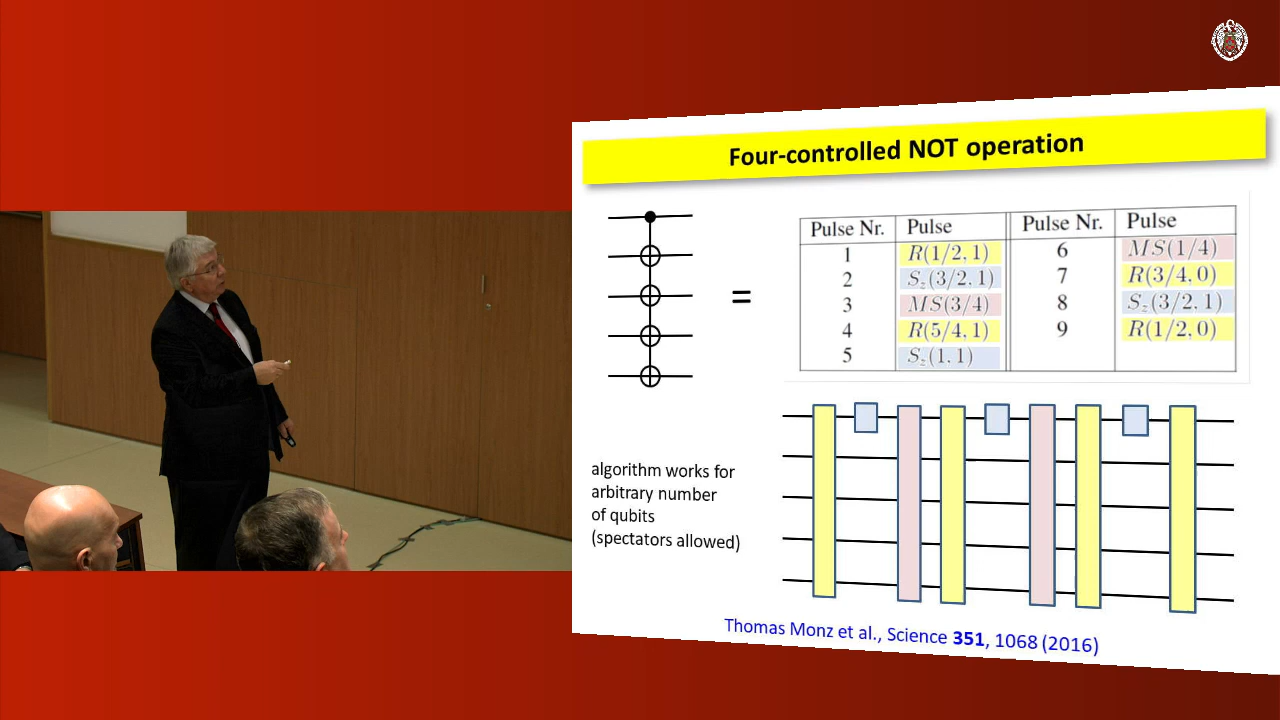 Four-controlled NOT operation
=
Pulse Nr. Pulse Pulse Nr. Pulse
1 R(1/2, 1) 6 MS(1/4)
2 S_z(3/2, 1) 7 R(3/4, 0)
3 MS(3/4) 8 S_z(3/2, 1)
4 R(5/4, 1) 9 R(1/2, 0)
5 S_z(1, 1)
algorithm works for
arbitrary number
of qubits
(spectators allowed)
Thomas Monz et al., Science 351, 1068 (2016)